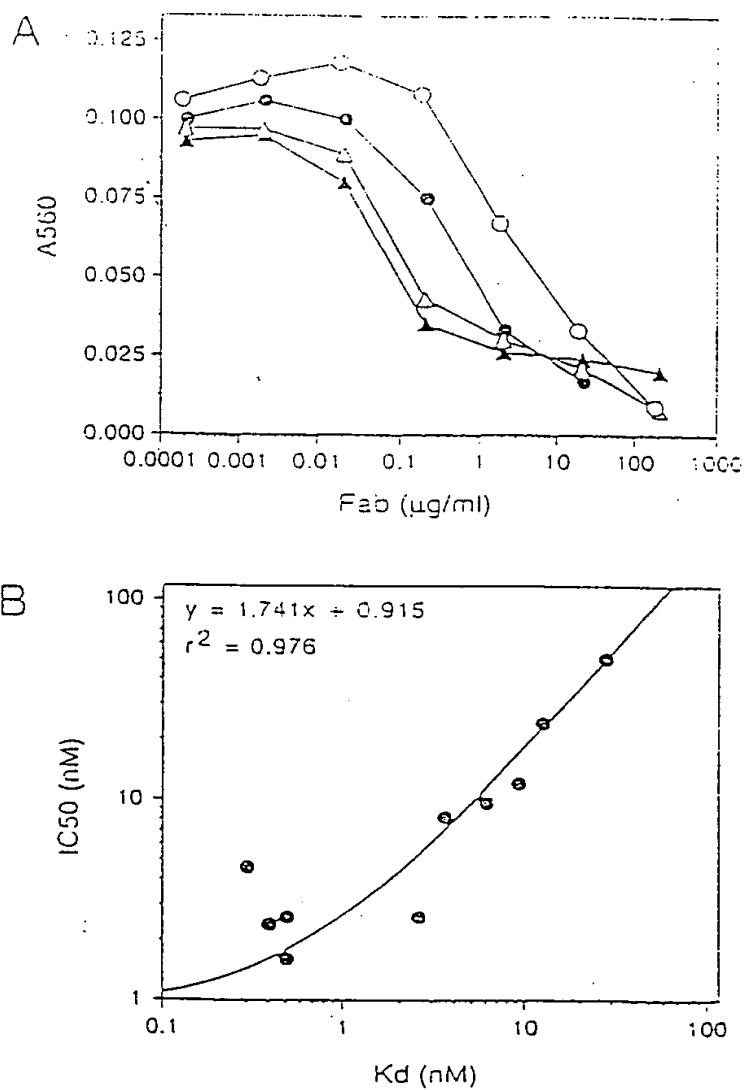 A
0.125
0.100
0.075
0.050
0.025
0.000
A560
0.0001 0.001 0.01 0.1 1 10 100 1000
Fab (µg/ml)
B
y = 1.741x + 0.915
r² = 0.976
100
10
1
IC50 (nM)
0.1 1 10 100
Kd (nM)